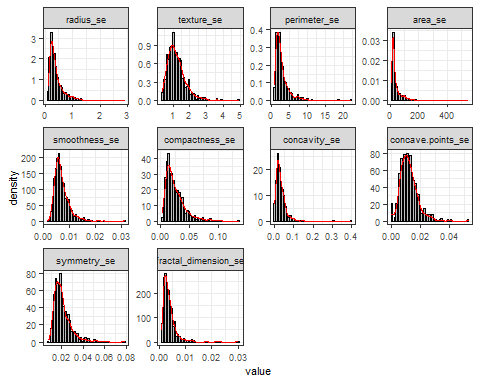 radius_se texture_se perimeter_se area_se
3 1.2 0.4 0.03
2 0.9 0.3 0.02
1 0.6 0.2 0.01
0 0.3 0.1 0.00
0.0 0.0
0 1 2 3 1 2 3 4 5 0 5 10 15 20 0 200 400
smoothness_se compactness_se concavity_se concave.points_se
200 40 80
150 30 20 60
100 20 40
50 10 10 20
0 0 0 0
0.00 0.01 0.02 0.03 0.00 0.05 0.10 0.0 0.1 0.2 0.3 0.4 0.00 0.02 0.04
symmetry_se fractal_dimension_se
80
60 200
40 100
20
0 0
0.02 0.04 0.06 0.08 0.00 0.01 0.02 0.03
density
value